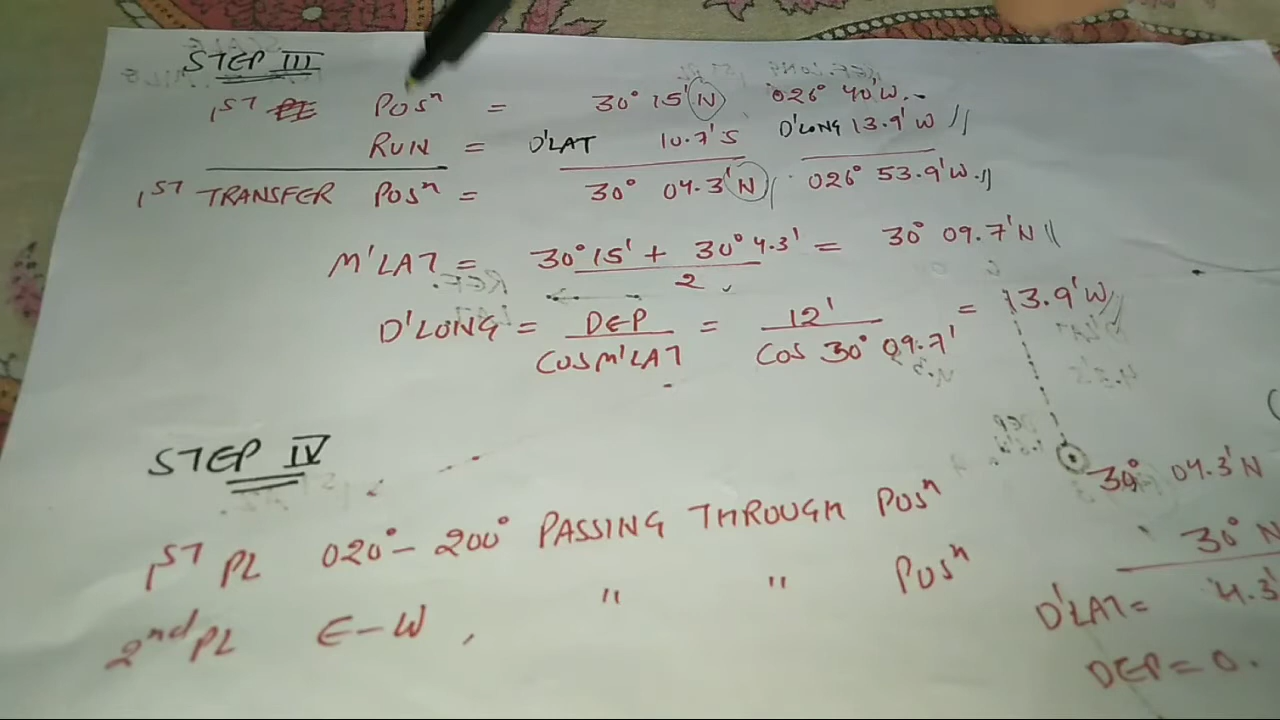 STEP III
1ST POSn = 30° 15' N 026° 40' W.
RUN = D'LAT 10.7' S D'LONG 13.9' W //
1ST TRANSFER POSn = 30° 04.3' N 026° 53.9' W. //
M'LAT = 30° 15' + 30° 4.3' / 2 = 30° 09.7' N //
D'LONG = DEP / COS M'LAT = 12' / COS 30° 09.7' = 13.9' W //
STEP IV
30° 04.3' N
1ST PL 020° - 200° PASSING THROUGH POSn
30° N
2nd PL E-W, " " POSn
D'LAT = 4.3'
DEP = 0.